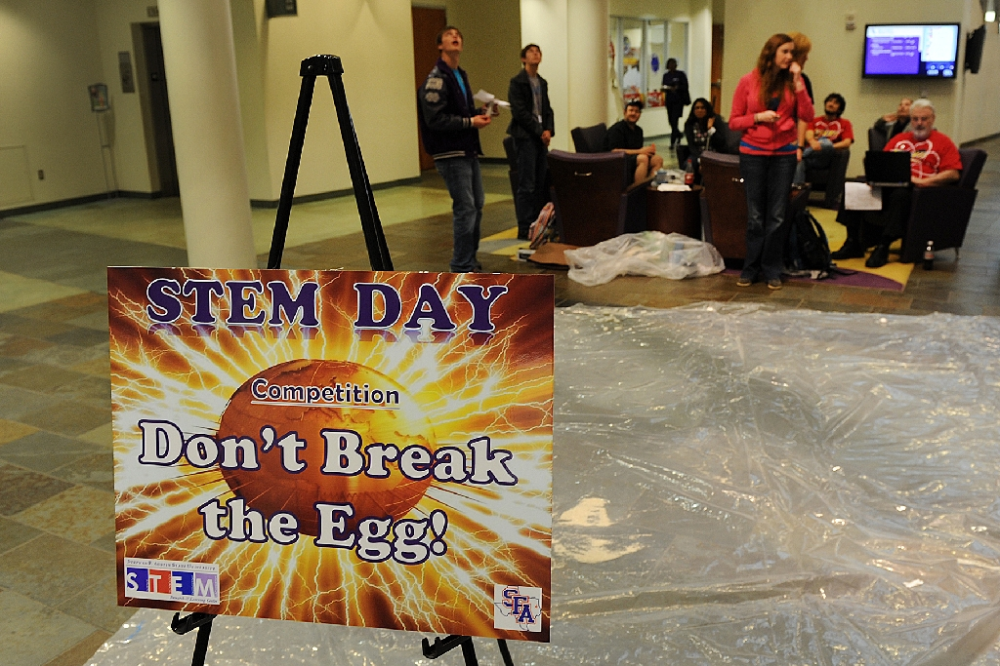 STEM DAY
Competition
Don't Break
the Egg!
STEM
SFA